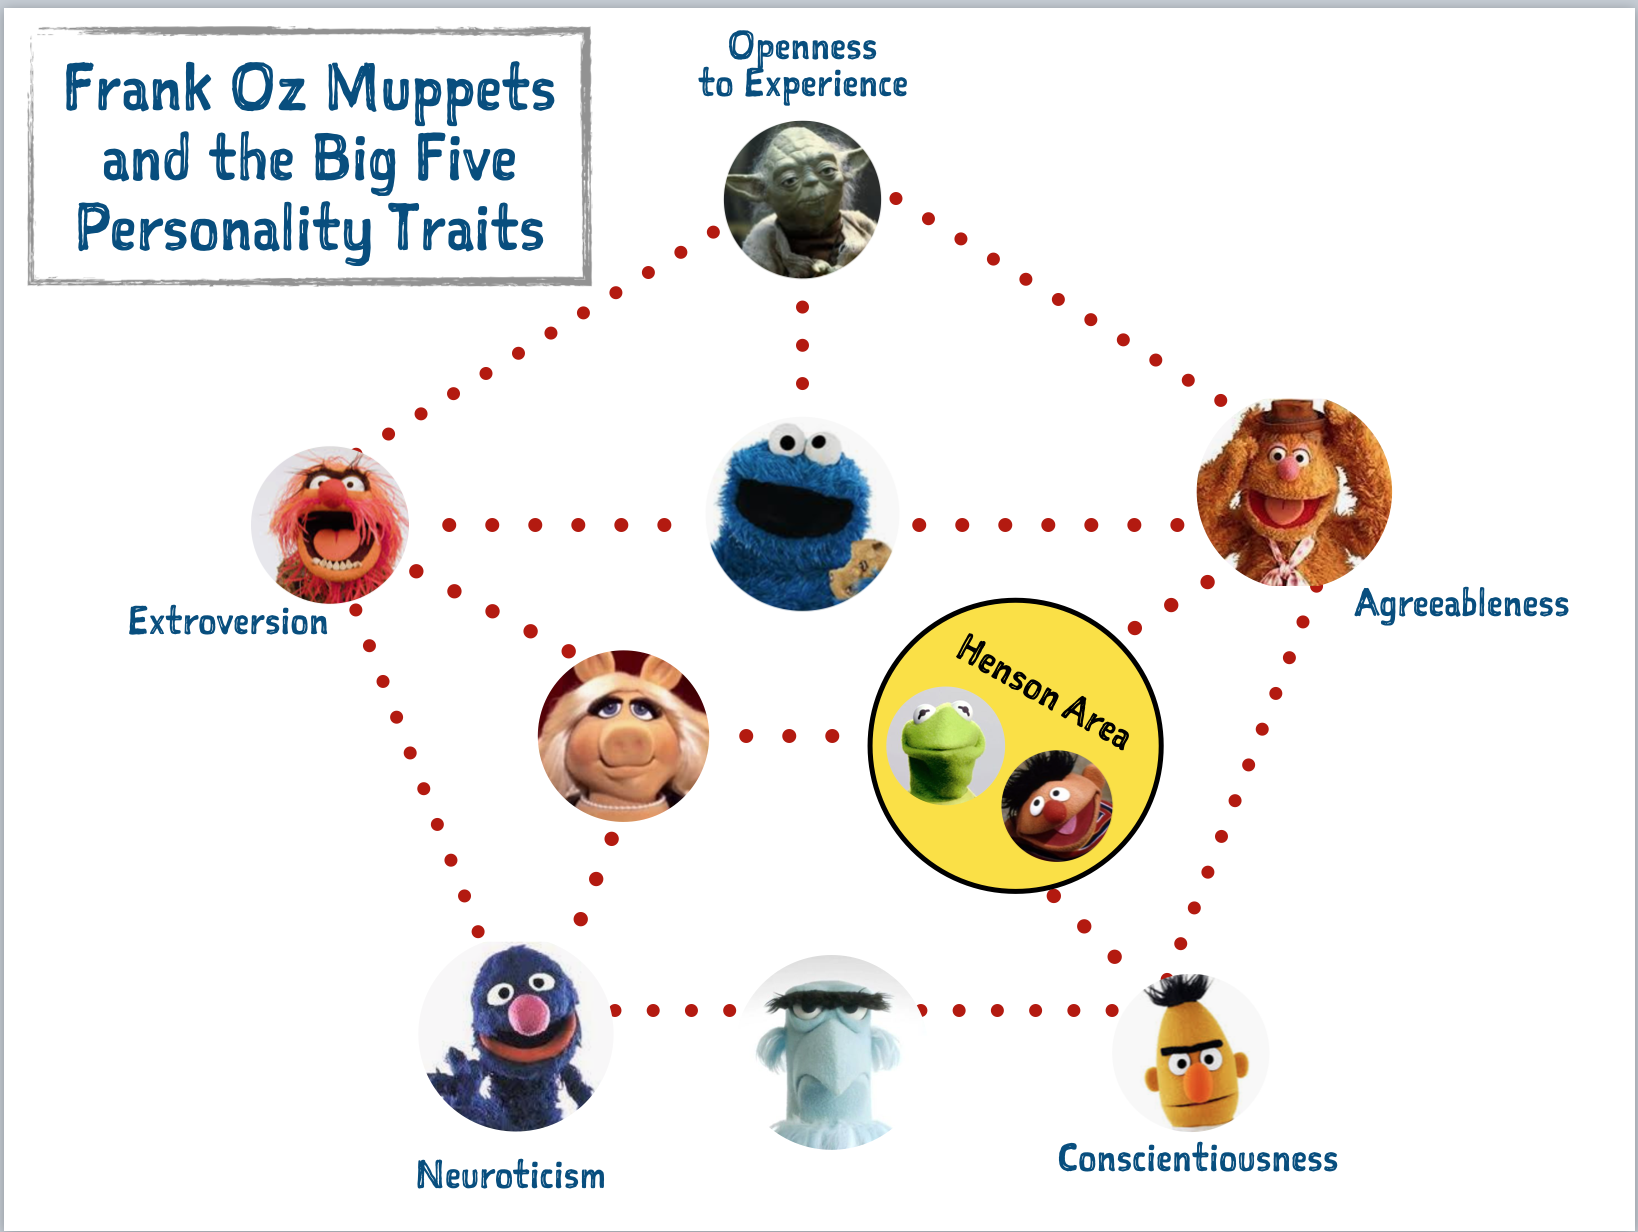 Frank Oz Muppets
and the Big Five
Personality Traits
Openness
to Experience
Extroversion
Agreeableness
Henson Area
Neuroticism
Conscientiousness